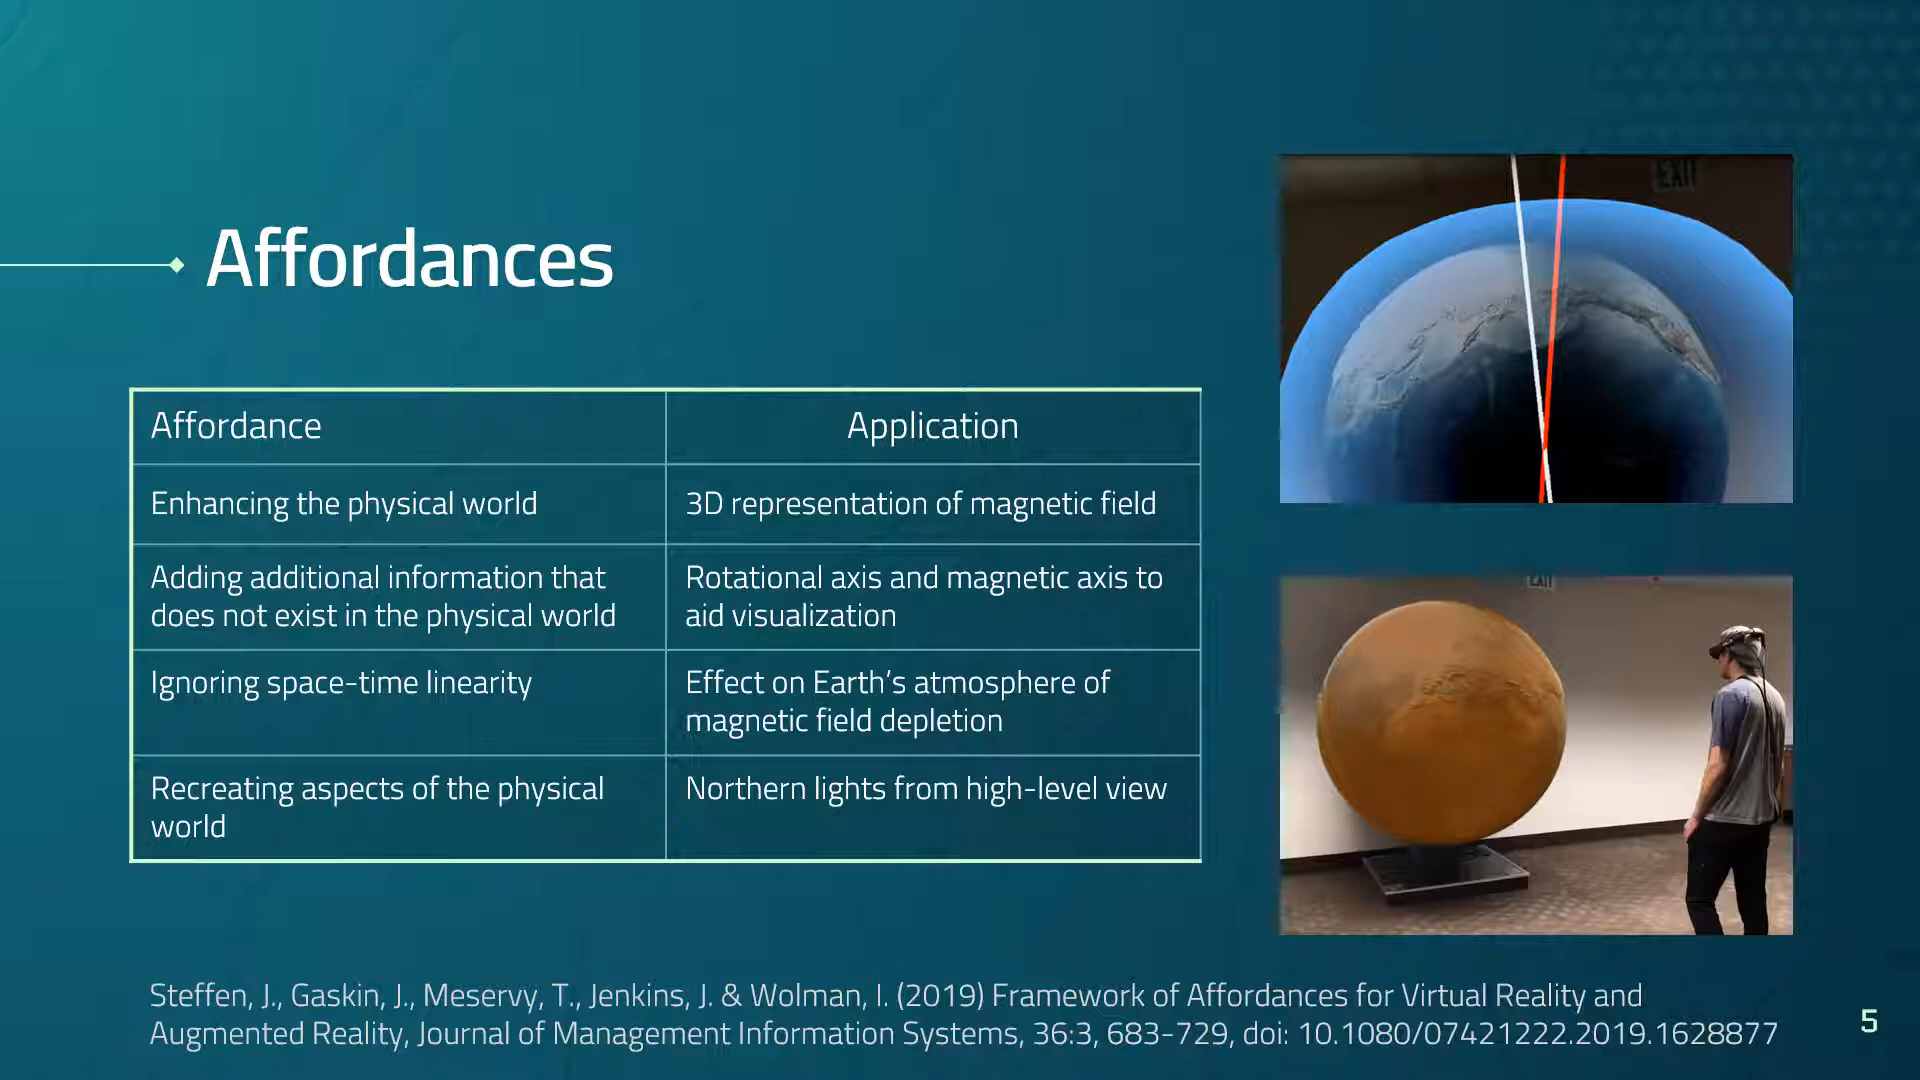 EXIT
Affordances
Affordance
Application
Enhancing the physical world
3D representation of magnetic field
Adding additional information that
does not exist in the physical world
Rotational axis and magnetic axis to
aid visualization
Ignoring space-time linearity
Effect on Earth's atmosphere of
magnetic field depletion
Recreating aspects of the physical
world
Northern lights from high-level view
EXIT
Steffen, J., Gaskin, J., Meservy, T., Jenkins, J. & Wolman, I. (2019) Framework of Affordances for Virtual Reality and
Augmented Reality, Journal of Management Information Systems, 36:3, 683-729, doi: 10.1080/07421222.2019.1628877
5